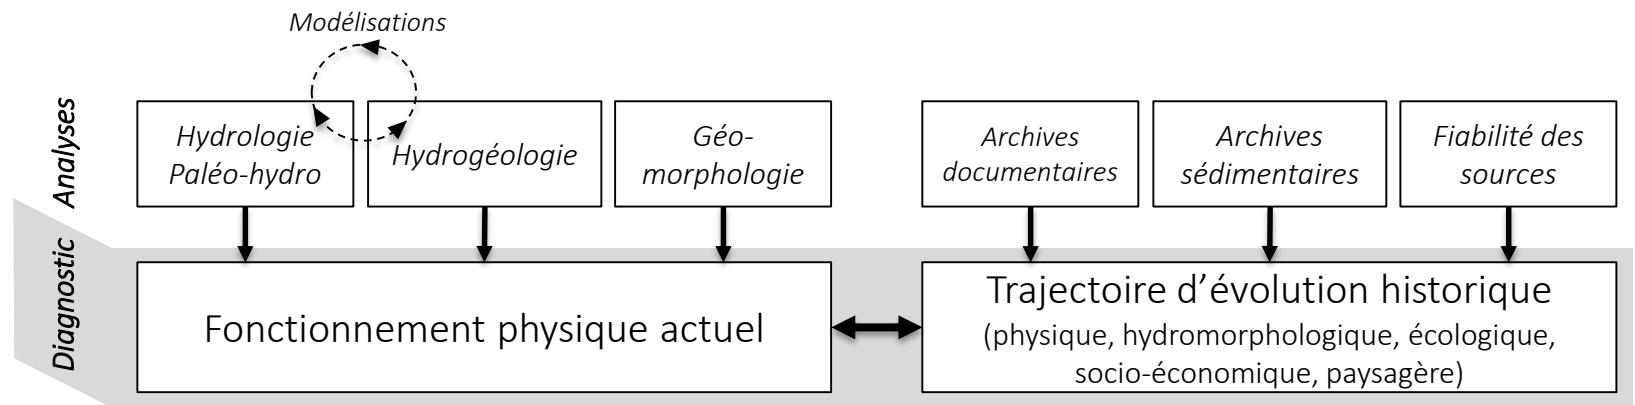 Modélisations
Analyses
Hydrologie
Paléo-hydro
Hydrogéologie
Géo-
morphologie
Archives
documentaires
Archives
sédimentaires
Fiabilité des
sources
Diagnostic
Fonctionnement physique actuel
Trajectoire d’évolution historique
(physique, hydromorphologique, écologique,
socio-économique, paysagère)